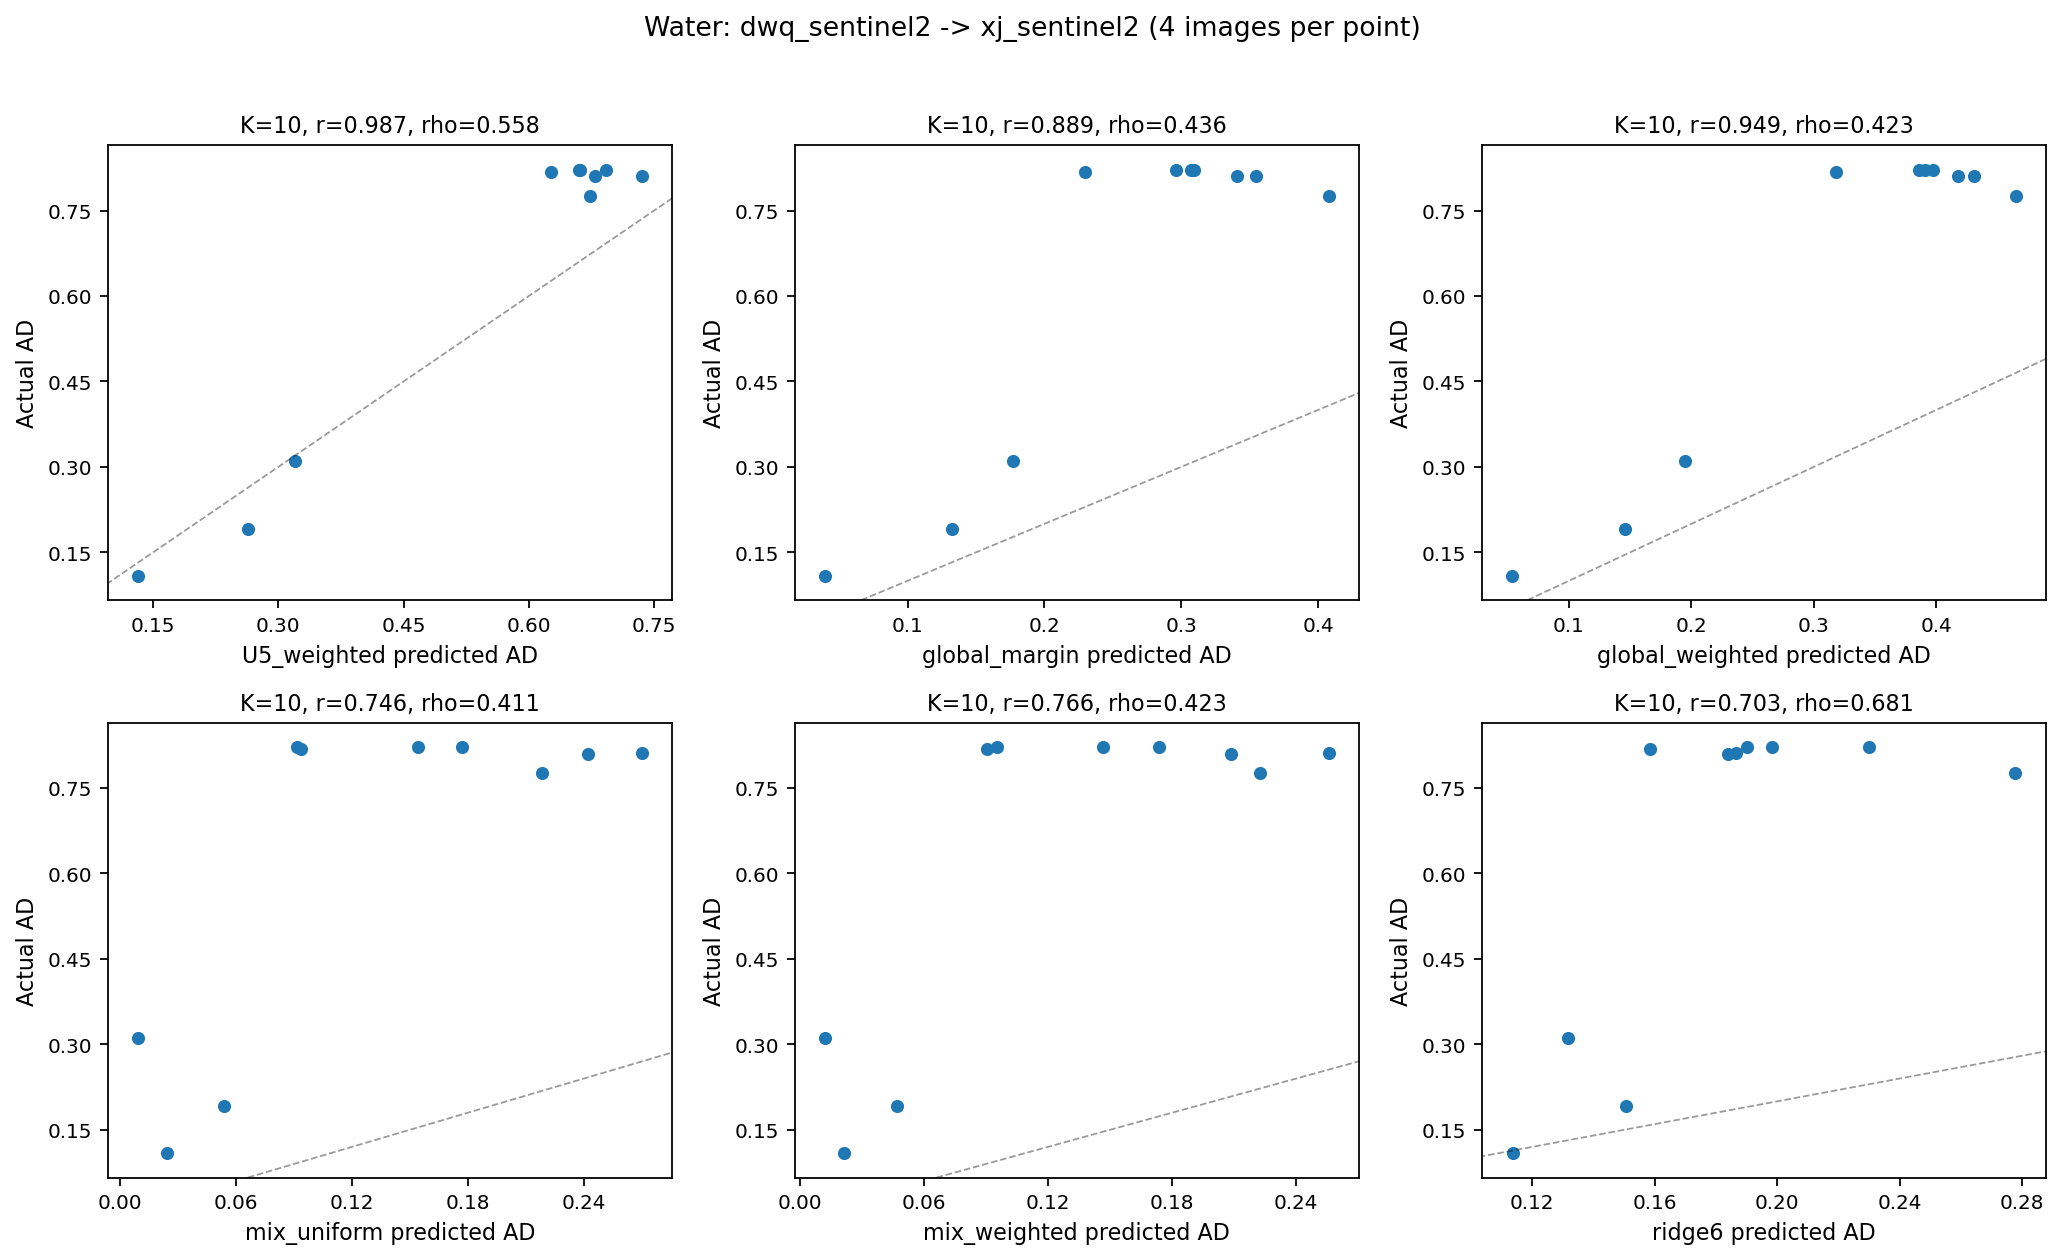 Water: dwq_sentinel2 -> xj_sentinel2 (4 images per point)
K=10, r=0.987, rho=0.558
Actual AD
0.75
0.60
0.45
0.30
0.15
0.15 0.30 0.45 0.60 0.75
U5_weighted predicted AD
K=10, r=0.889, rho=0.436
Actual AD
0.75
0.60
0.45
0.30
0.15
0.1 0.2 0.3 0.4
global_margin predicted AD
K=10, r=0.949, rho=0.423
Actual AD
0.75
0.60
0.45
0.30
0.15
0.1 0.2 0.3 0.4
global_weighted predicted AD
K=10, r=0.746, rho=0.411
Actual AD
0.75
0.60
0.45
0.30
0.15
0.00 0.06 0.12 0.18 0.24
mix_uniform predicted AD
K=10, r=0.766, rho=0.423
Actual AD
0.75
0.60
0.45
0.30
0.15
0.00 0.06 0.12 0.18 0.24
mix_weighted predicted AD
K=10, r=0.703, rho=0.681
Actual AD
0.75
0.60
0.45
0.30
0.15
0.12 0.16 0.20 0.24 0.28
ridge6 predicted AD